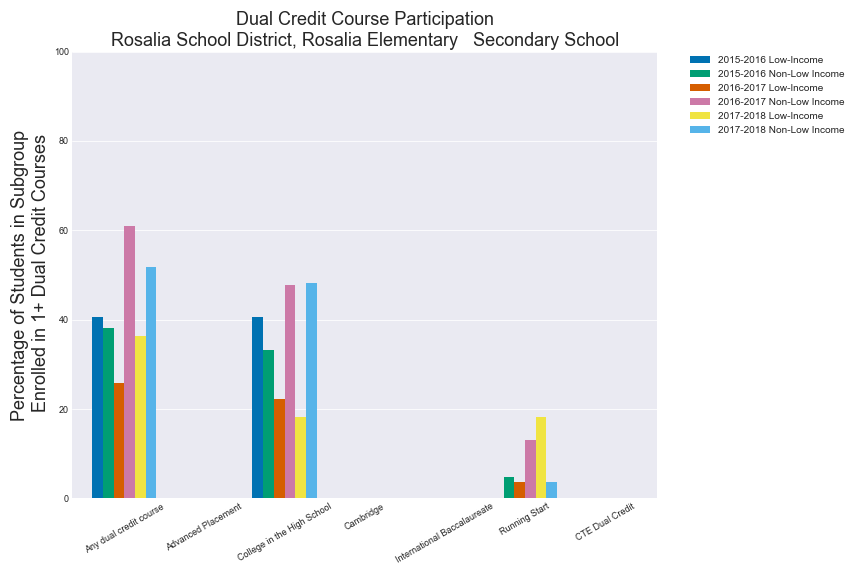 Dual Credit Course Participation
Rosalia School District, Rosalia Elementary   Secondary School
Percentage of Students in Subgroup
Enrolled in 1+ Dual Credit Courses
100
80
60
40
20
0
Any dual credit course
Advanced Placement
College in the High School
Cambridge
International Baccalaureate
Running Start
CTE Dual Credit
2015-2016 Low-Income
2015-2016 Non-Low Income
2016-2017 Low-Income
2016-2017 Non-Low Income
2017-2018 Low-Income
2017-2018 Non-Low Income